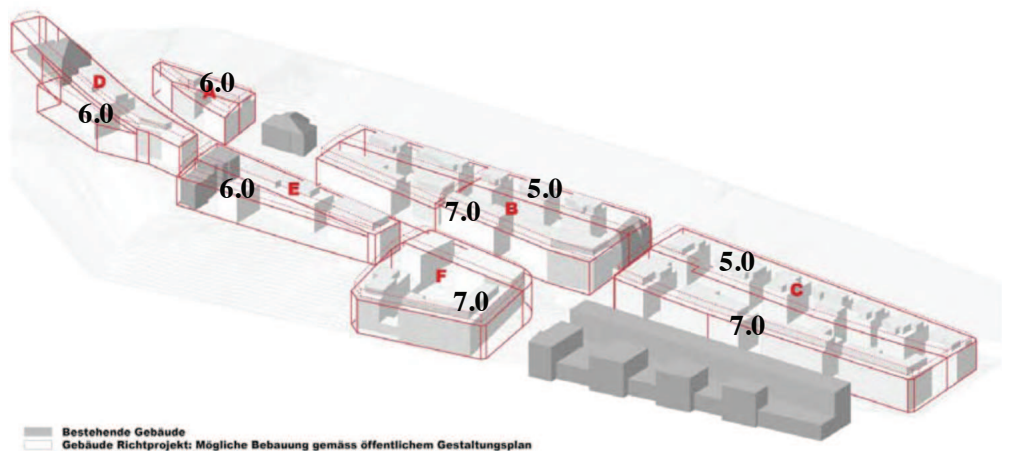 D
6.0
A
6.0
E
6.0
B
5.0
7.0
F
7.0
C
5.0
7.0
Bestehende Gebäude
Gebäude Richtprojekt: Mögliche Bebauung gemäss öffentlichem Gestaltungsplan